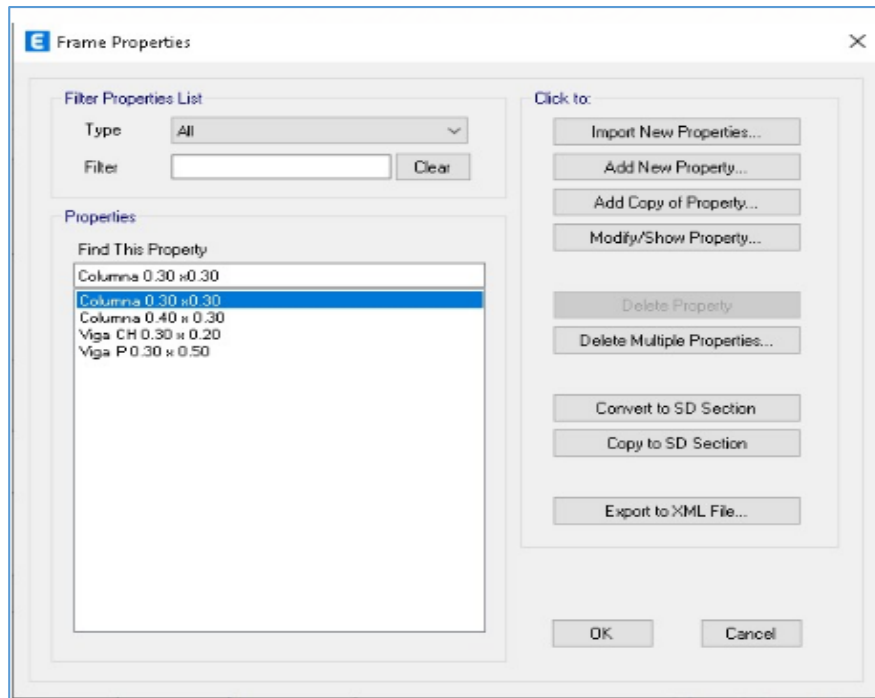 E Frame Properties
Filter Properties List
Type All
Filter Clear
Properties
Find This Property
Columna 0.30 x0.30
Columna 0.30 x0.30
Columna 0.40 x 0.30
Viga CH 0.30 x 0.20
Viga P 0.30 x 0.50
Click to:
Import New Properties...
Add New Property...
Add Copy of Property...
Modify/Show Property...
Delete Property
Delete Multiple Properties...
Convert to SD Section
Copy to SD Section
Export to XML File...
OK Cancel